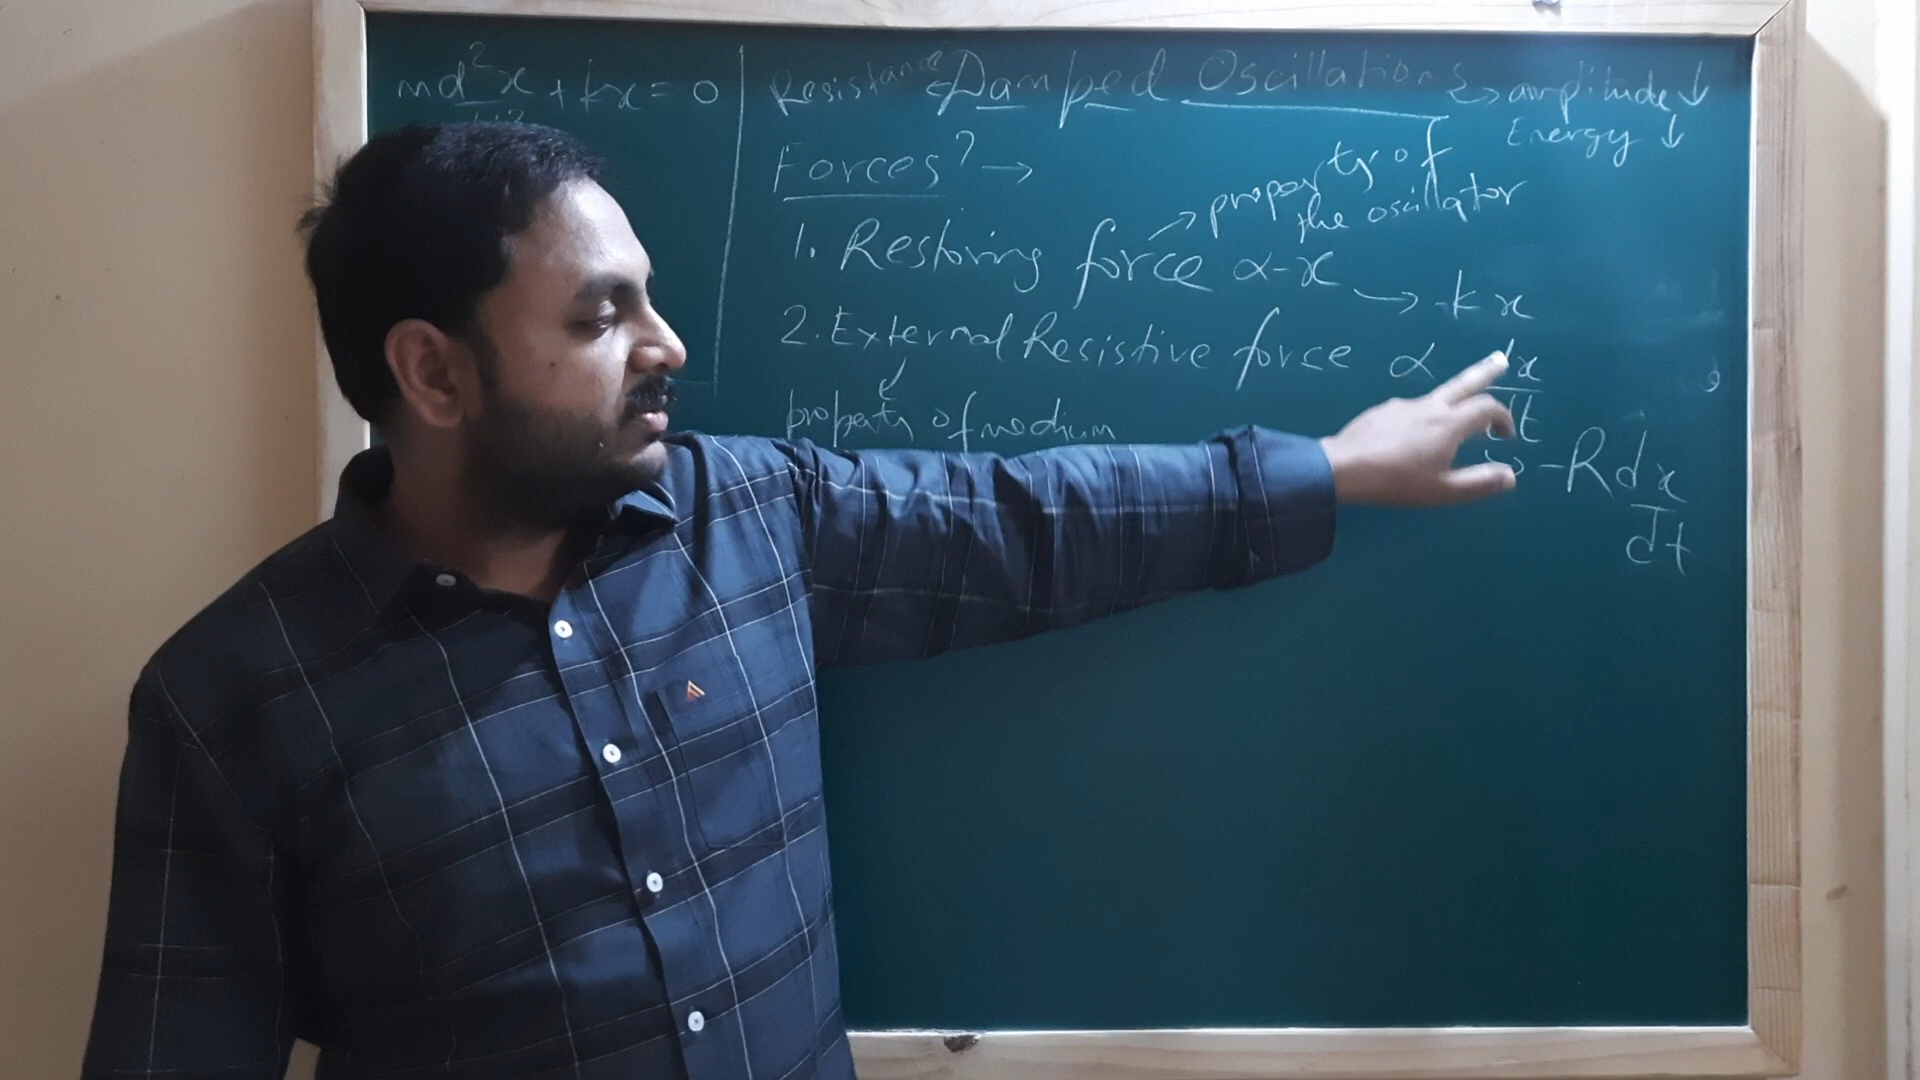 md²x + kx = 0
Resistance Damped Oscillations → amplitude ↓
Energy ↓
Forces? →
→ property of
the oscillator
1. Restoring force α-x
→ -kx
2. External Resistive force α dx
dt
property of medium
-R dx
dt